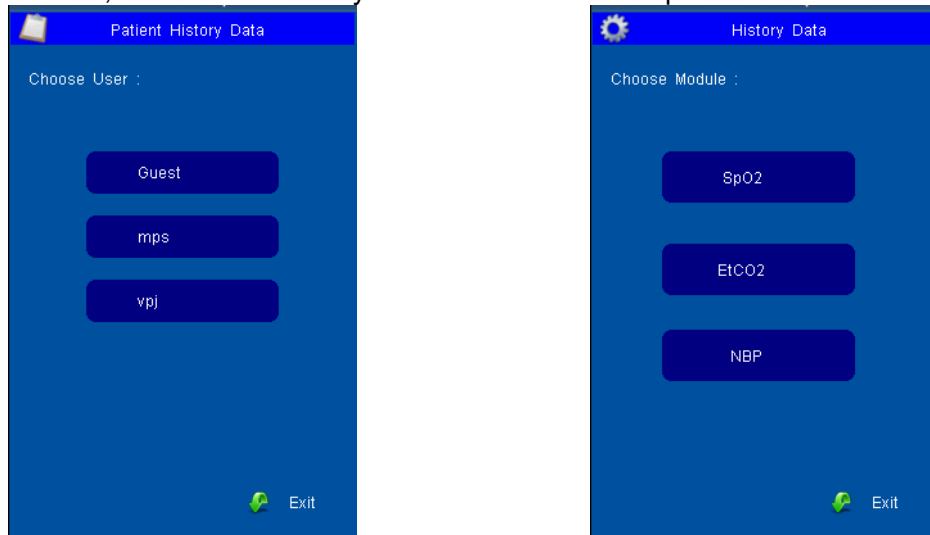 Patient History Data
Choose User :
Guest
mps
vpj
Exit
History Data
Choose Module :
SpO2
EtCO2
NBP
Exit